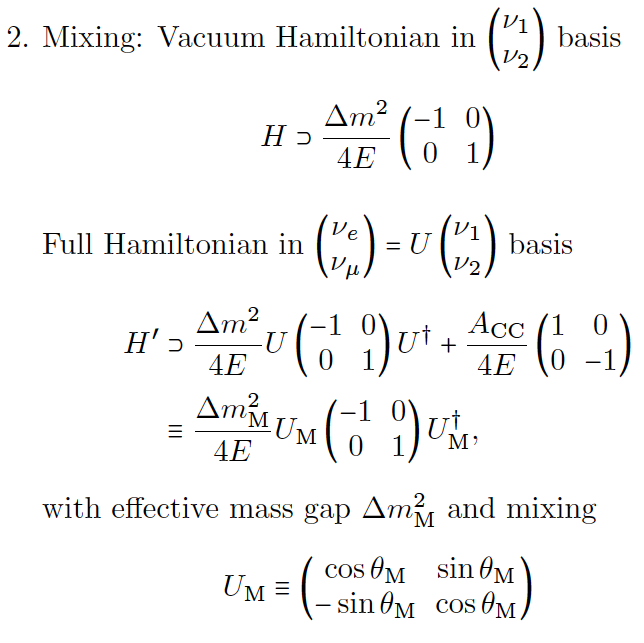 2. Mixing: Vacuum Hamiltonian in $\begin{pmatrix} \nu_1 \\ \nu_2 \end{pmatrix}$ basis
$H \supset \frac{\Delta m^2}{4E} \begin{pmatrix} -1 & 0 \\ 0 & 1 \end{pmatrix}$
Full Hamiltonian in $\begin{pmatrix} \nu_e \\ \nu_\mu \end{pmatrix} = U \begin{pmatrix} \nu_1 \\ \nu_2 \end{pmatrix}$ basis
$H' \supset \frac{\Delta m^2}{4E} U \begin{pmatrix} -1 & 0 \\ 0 & 1 \end{pmatrix} U^\dagger + \frac{A_{\mathrm{CC}}}{4E} \begin{pmatrix} 1 & 0 \\ 0 & -1 \end{pmatrix}$
$\equiv \frac{\Delta m^2_{\mathrm{M}}}{4E} U_{\mathrm{M}} \begin{pmatrix} -1 & 0 \\ 0 & 1 \end{pmatrix} U^\dagger_{\mathrm{M}},$
with effective mass gap $\Delta m^2_{\mathrm{M}}$ and mixing
$U_{\mathrm{M}} \equiv \begin{pmatrix} \cos\theta_{\mathrm{M}} & \sin\theta_{\mathrm{M}} \\ -\sin\theta_{\mathrm{M}} & \cos\theta_{\mathrm{M}} \end{pmatrix}$